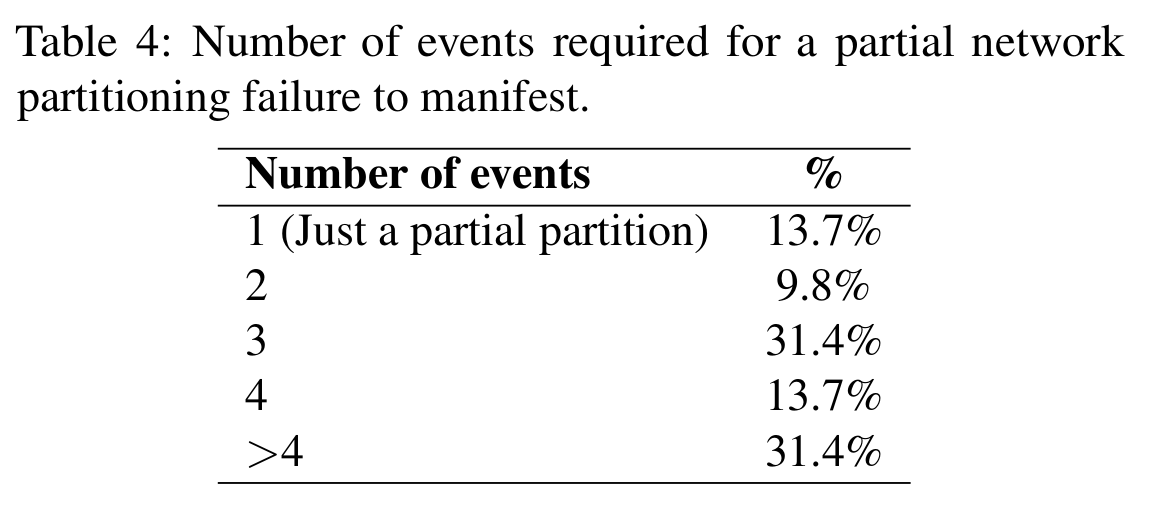 Table 4: Number of events required for a partial network
partitioning failure to manifest.
Number of events %
1 (Just a partial partition) 13.7%
2 9.8%
3 31.4%
4 13.7%
>4 31.4%